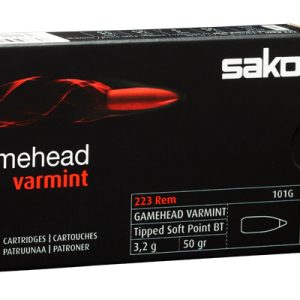 sako
mehead
varmint
223 Rem 101G
GAMEHEAD VARMINT
Tipped Soft Point BT
3,2 g 50 gr
CARTRIDGES / CARTOUCHES
PATRUUNAA / PATRONER